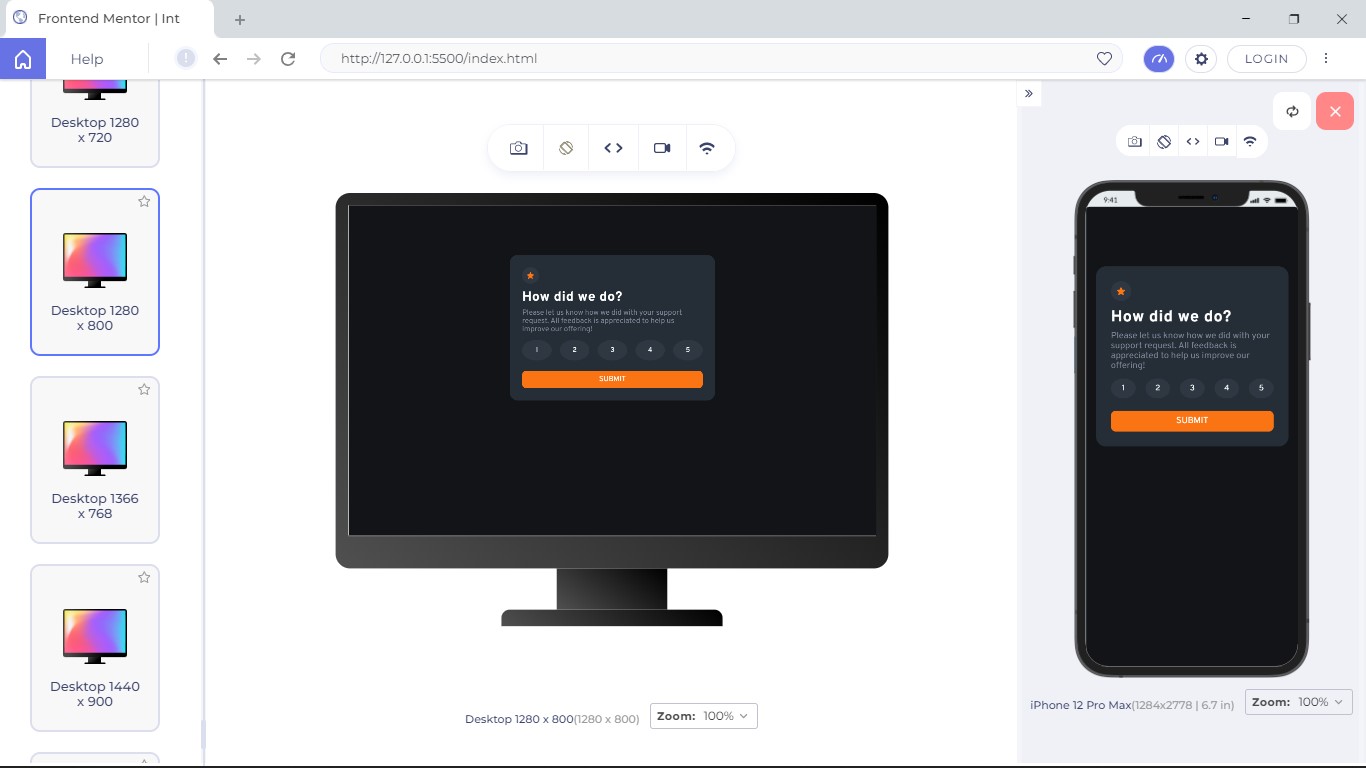 Frontend Mentor | Int
Help
http://127.0.0.1:5500/index.html
LOGIN
Desktop 1280
x 720
Desktop 1280
x 800
Desktop 1366
x 768
Desktop 1440
x 900
How did we do?
Please let us know how we did with your support
request. All feedback is appreciated to help us
improve our offering!
1 2 3 4 5
SUBMIT
Desktop 1280 x 800(1280 x 800)
Zoom: 100%
9:41
How did we do?
Please let us know how we did with your
support request. All feedback is
appreciated to help us improve our
offering!
1 2 3 4 5
SUBMIT
iPhone 12 Pro Max(1284x2778 | 6.7 in)
Zoom: 100%